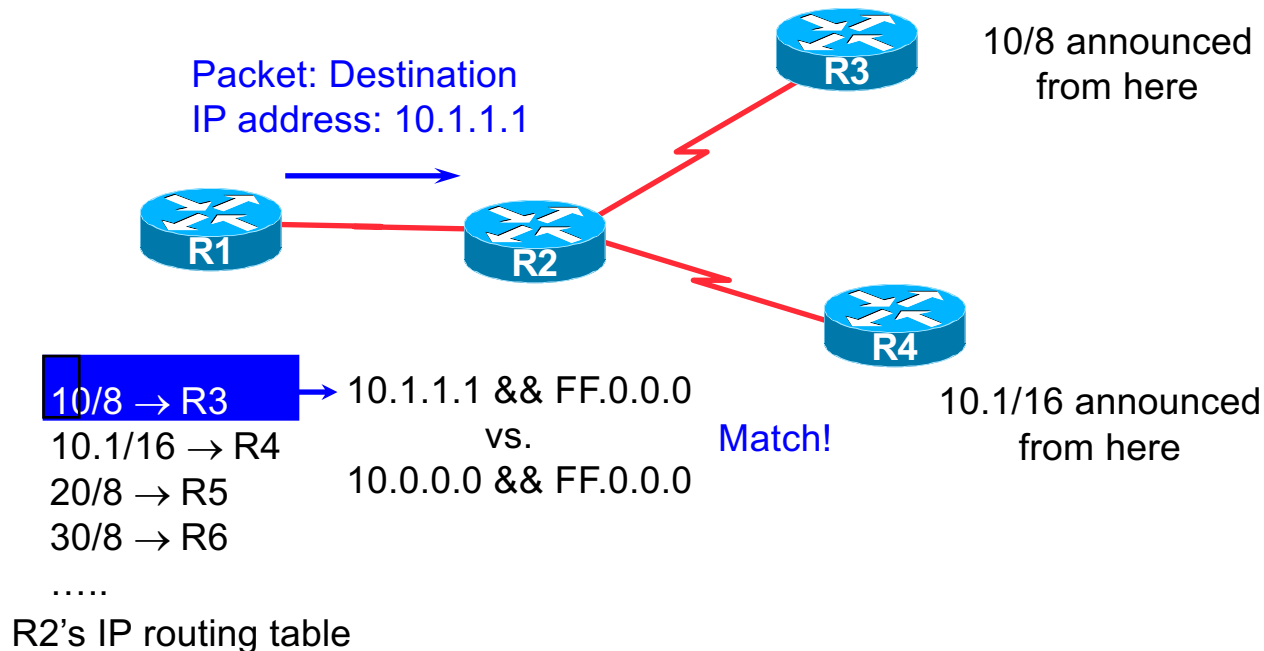 Packet: Destination
IP address: 10.1.1.1
R3
10/8 announced
from here
R1
R2
R4
10.1/16 announced
from here
10/8 → R3
10.1/16 → R4
20/8 → R5
30/8 → R6
…..
R2’s IP routing table
10.1.1.1 && FF.0.0.0
vs.
10.0.0.0 && FF.0.0.0
Match!